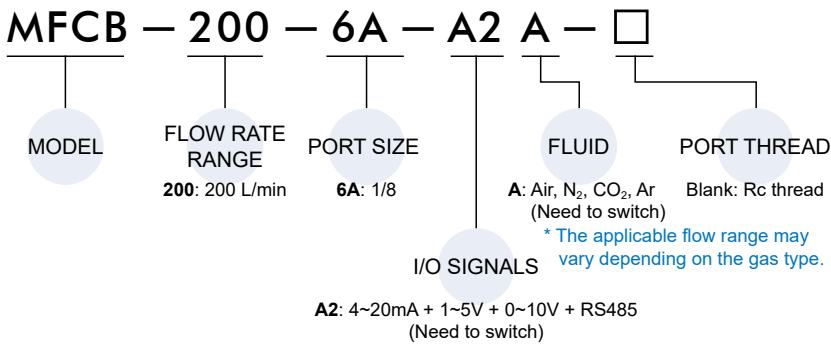 MFCB — 200 — 6A — A2 A — □
MODEL
FLOW RATE
RANGE
200: 200 L/min
PORT SIZE
6A: 1/8
FLUID
A: Air, N₂, CO₂, Ar
(Need to switch)
* The applicable flow range may
vary depending on the gas type.
PORT THREAD
Blank: Rc thread
I/O SIGNALS
A2: 4~20mA + 1~5V + 0~10V + RS485
(Need to switch)